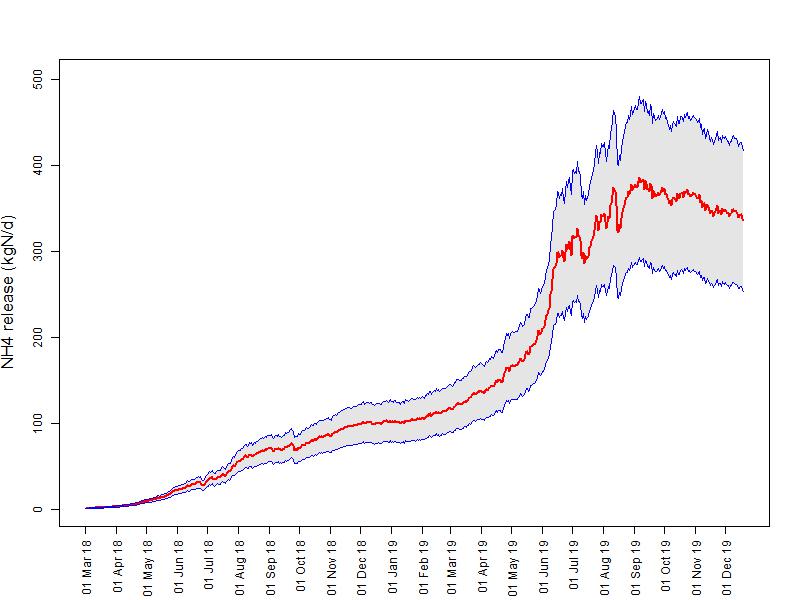 NH4 release (kgN/d)
500
400
300
200
100
0
01 Mar 18
01 Apr 18
01 May 18
01 Jun 18
01 Jul 18
01 Aug 18
01 Sep 18
01 Oct 18
01 Nov 18
01 Dec 18
01 Jan 19
01 Feb 19
01 Mar 19
01 Apr 19
01 May 19
01 Jun 19
01 Jul 19
01 Aug 19
01 Sep 19
01 Oct 19
01 Nov 19
01 Dec 19